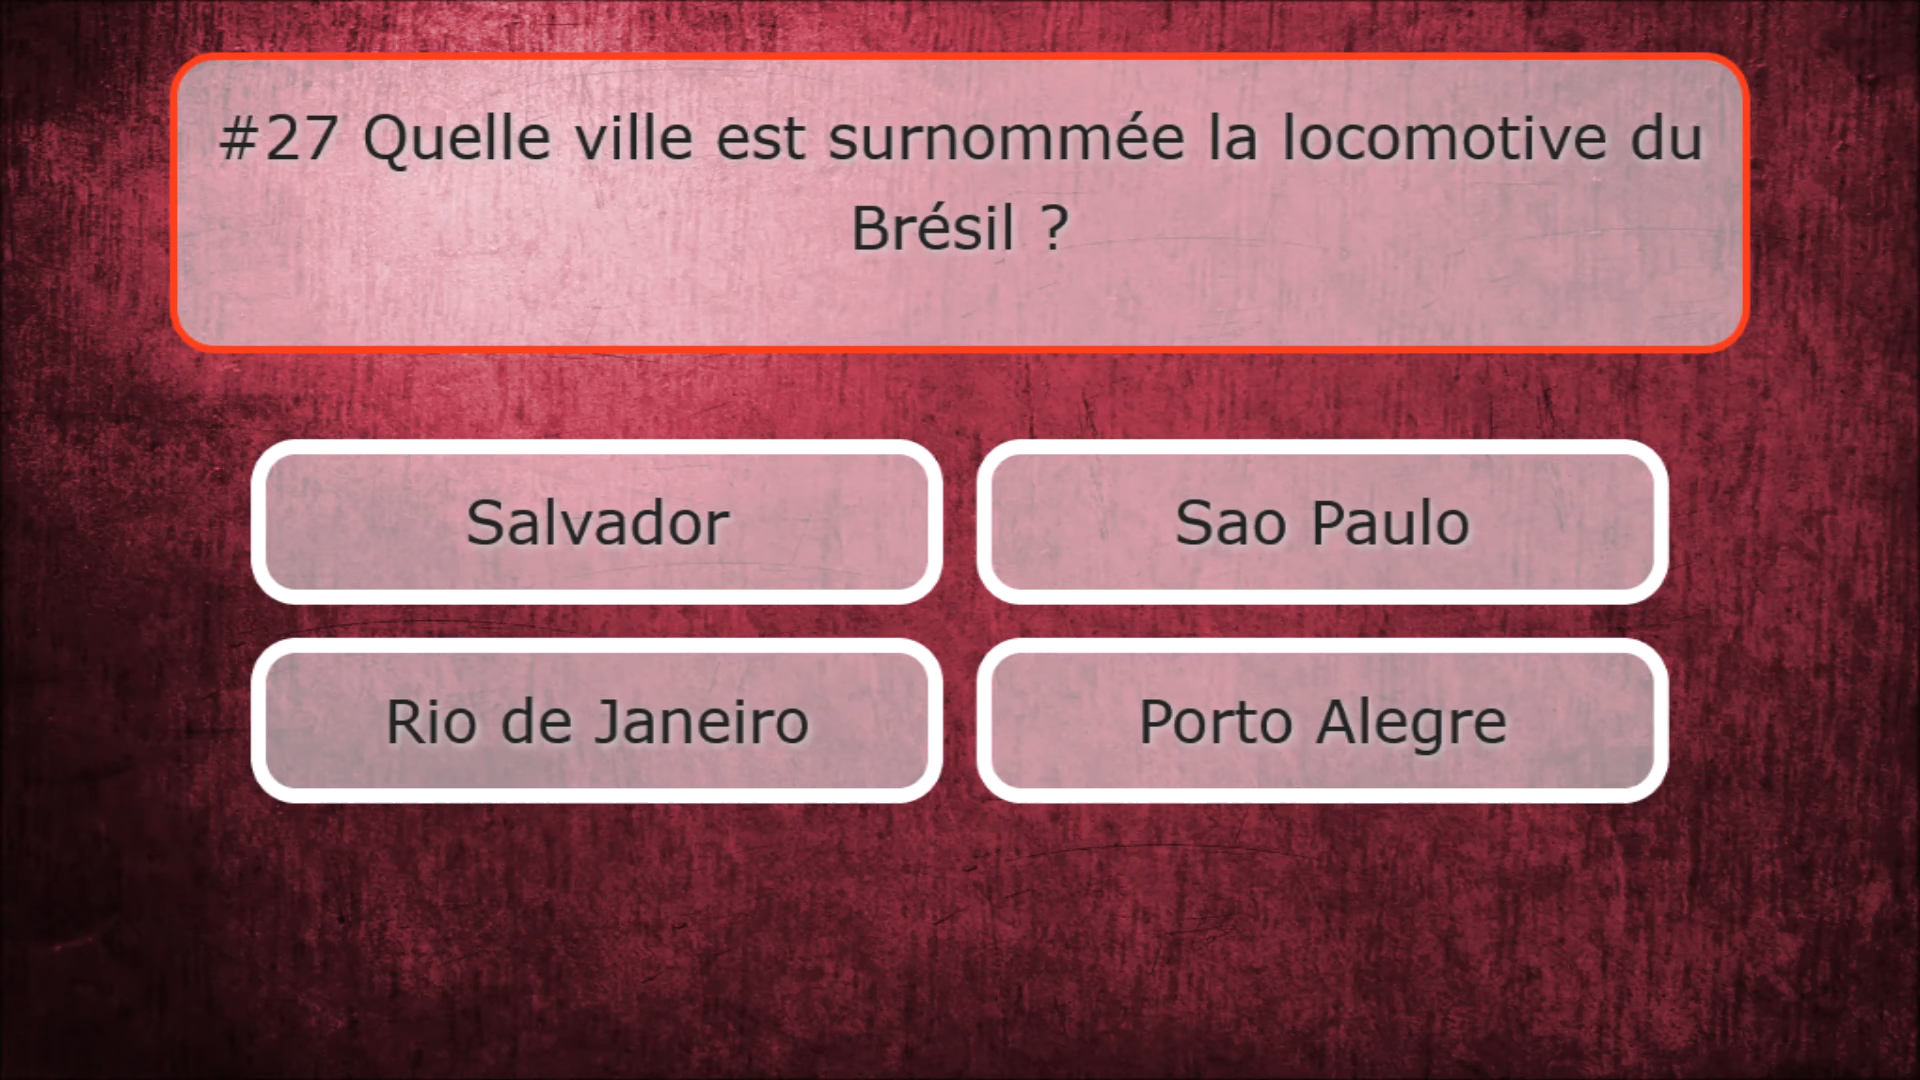 #27 Quelle ville est surnommée la locomotive du
Brésil ?
Salvador
Sao Paulo
Rio de Janeiro
Porto Alegre